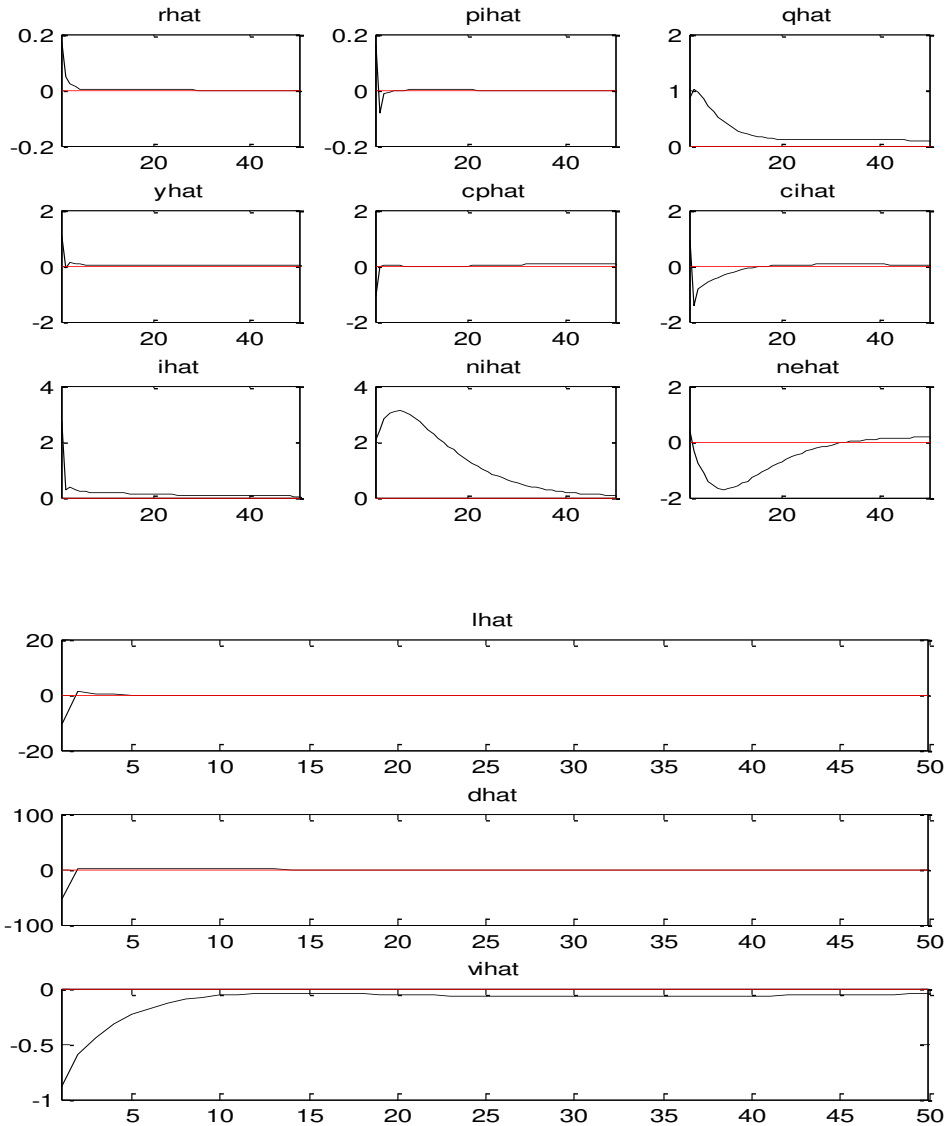 rhat pihat qhat
0.2 0.2 2
0 0 1
-0.2 -0.2 0
20 40 20 40 20 40
yhat cphat cihat
2 2 2
0 0 0
-2 -2 -2
20 40 20 40 20 40
ihat nihat nehat
4 4 2
2 2 0
0 0 -2
20 40 20 40 20 40
lhat
20
0
-20
5 10 15 20 25 30 35 40 45 50
dhat
100
0
-100
5 10 15 20 25 30 35 40 45 50
vihat
0
-0.5
-1
5 10 15 20 25 30 35 40 45 50